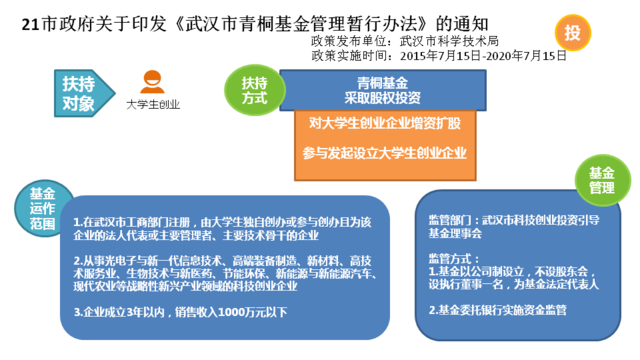 21市政府关于印发《武汉市青桐基金管理暂行办法》的通知
政策发布单位：武汉市科学技术局
政策实施时间：2015年7月15日-2020年7月15日
投
扶持
对象
大学生创业
扶持
方式
青桐基金
采取股权投资
对大学生创业企业增资扩股
参与发起设立大学生创业企业
基金
管理
基金
运作
范围
1.在武汉市工商部门注册，由大学生独自创办或参与创办且为该
企业的法人代表或主要管理者、主要技术骨干的企业
2.从事光电子与新一代信息技术、高端装备制造、新材料、高技
术服务业、生物技术与新医药、节能环保、新能源与新能源汽车、
现代农业等战略性新兴产业领域的科技创业企业
3.企业成立3年以内，销售收入1000万元以下
监管部门：武汉市科技创业投资引导
基金理事会
监管方式：
1.基金以公司制设立，不设股东会，
设执行董事一名，为基金法定代表人
2.基金委托银行实施资金监管